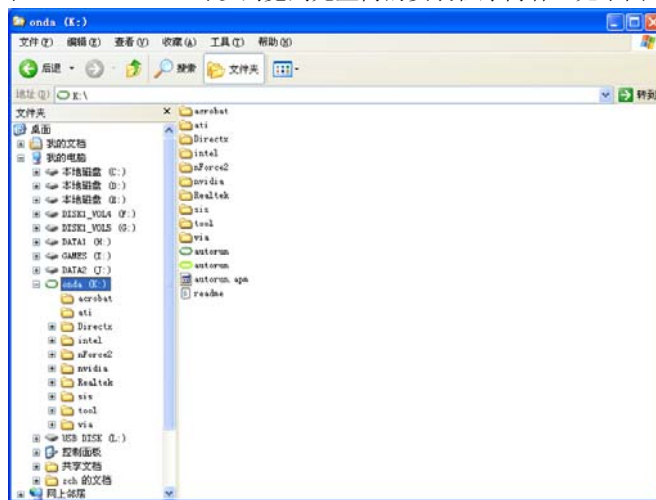 onda (K:)
文件(F) 编辑(E) 查看(V) 收藏(A) 工具(T) 帮助(H)
后退 搜索 文件夹
地址(D) K:\ 转到
文件夹
桌面
我的文档
我的电脑
本地磁盘 (C:)
本地磁盘 (D:)
本地磁盘 (E:)
DISK1_VOL4 (F:)
DISK1_VOL5 (G:)
DATA1 (H:)
GAMES (I:)
DATA2 (J:)
onda (K:)
acrobat
ati
Directx
intel
nForce2
nvidia
Realtek
sis
tool
via
USB DISK (L:)
控制面板
共享文档
zch 的文档
网上邻居
acrobat
ati
Directx
intel
nForce2
nvidia
Realtek
sis
tool
via
autorun
autorun
autorun.apm
readme